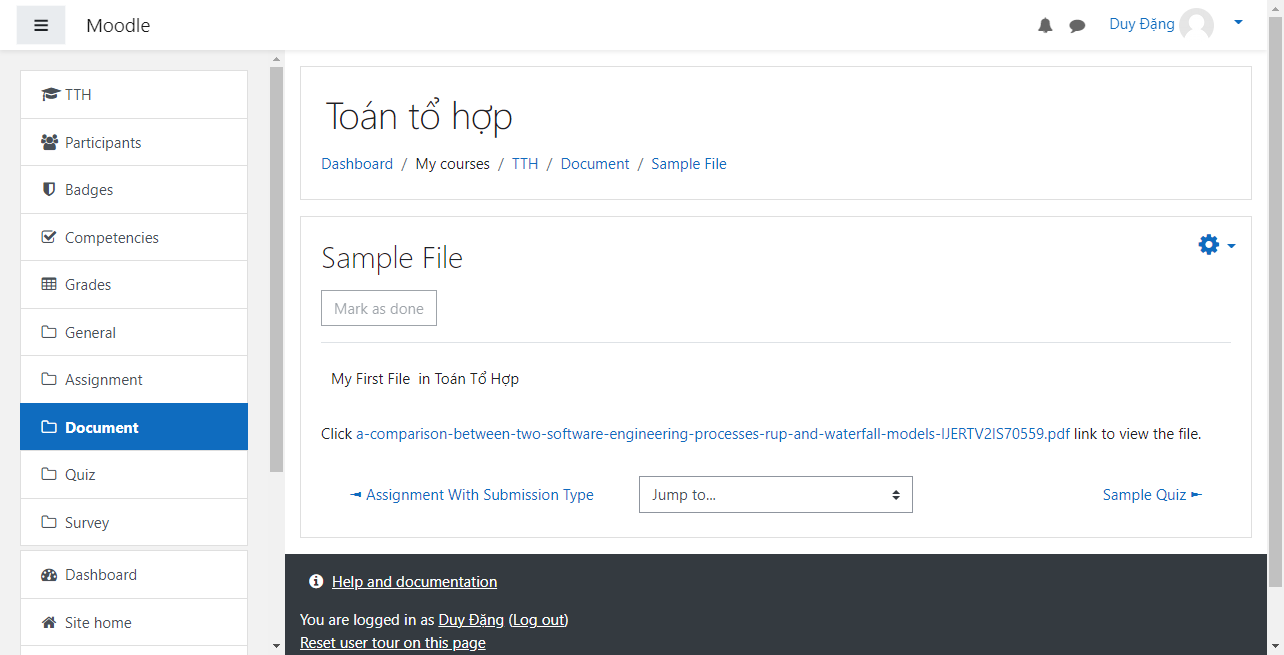 Moodle
Duy Đặng
TTH
Participants
Badges
Competencies
Grades
General
Assignment
Document
Quiz
Survey
Dashboard
Site home
Toán tổ hợp
Dashboard / My courses / TTH / Document / Sample File
Sample File
Mark as done
My First File in Toán Tổ Hợp
Click a-comparison-between-two-software-engineering-processes-rup-and-waterfall-models-IJERTV2IS70559.pdf link to view the file.
◄ Assignment With Submission Type
Jump to...
Sample Quiz ►
Help and documentation
You are logged in as Duy Đặng (Log out)
Reset user tour on this page